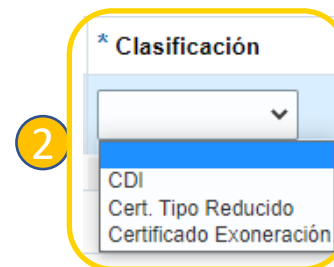 * Clasificación
2
CDI
Cert. Tipo Reducido
Certificado Exoneración